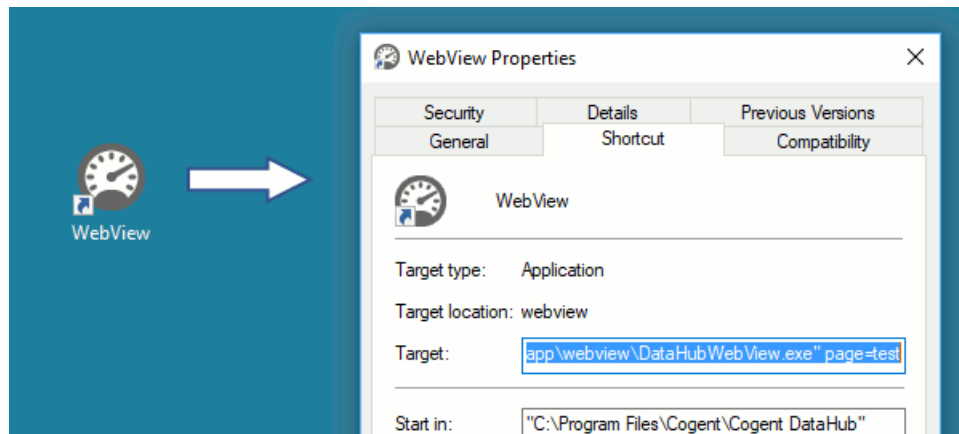 WebView
WebView Properties
Security Details Previous Versions
General Shortcut Compatibility
WebView
Target type: Application
Target location: webview
Target: app\webview\DataHubWebView.exe" page=test
Start in: "C:\Program Files\Cogent\Cogent DataHub"